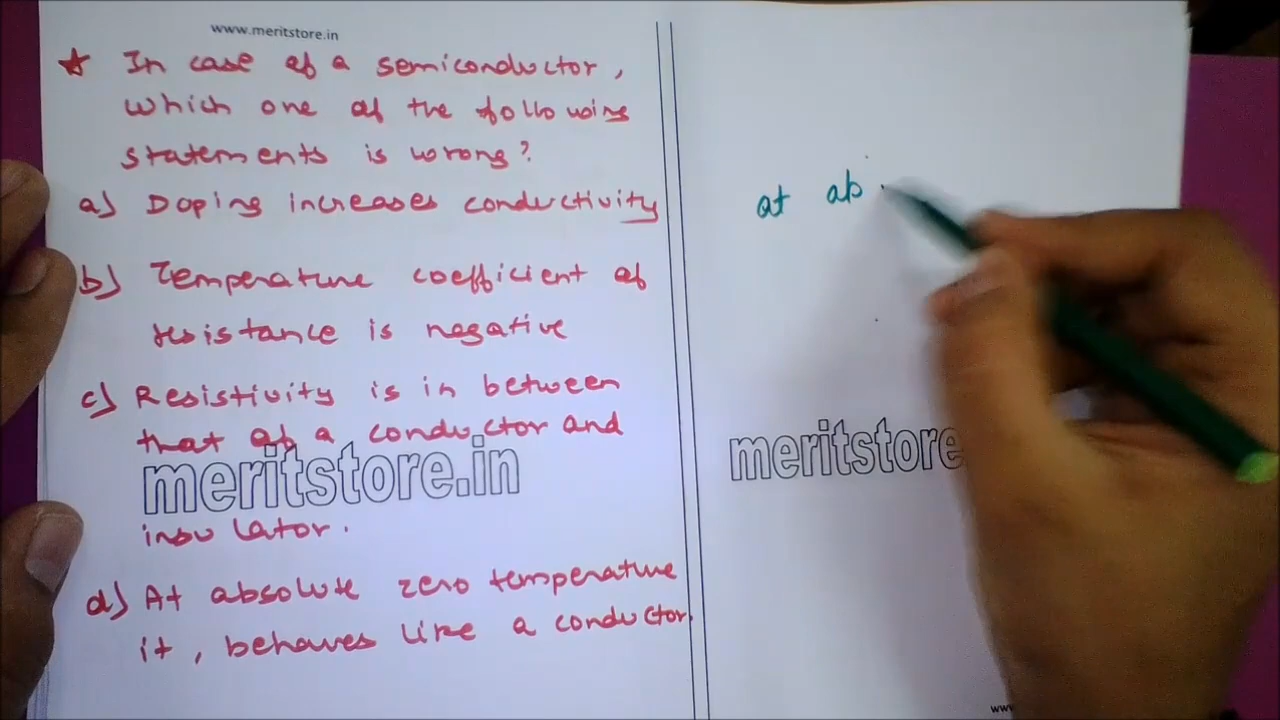 www.meritstore.in
★ In case of a semiconductor,
which one of the following
statements is wrong?
a) Doping increases conductivity
b) Temperature coefficient of
resistance is negative
c) Resistivity is in between
that of a conductor and
meritstore.in
insulator.
d) At absolute zero temperature
it, behaves like a conductor.
at ab
meritstore
www